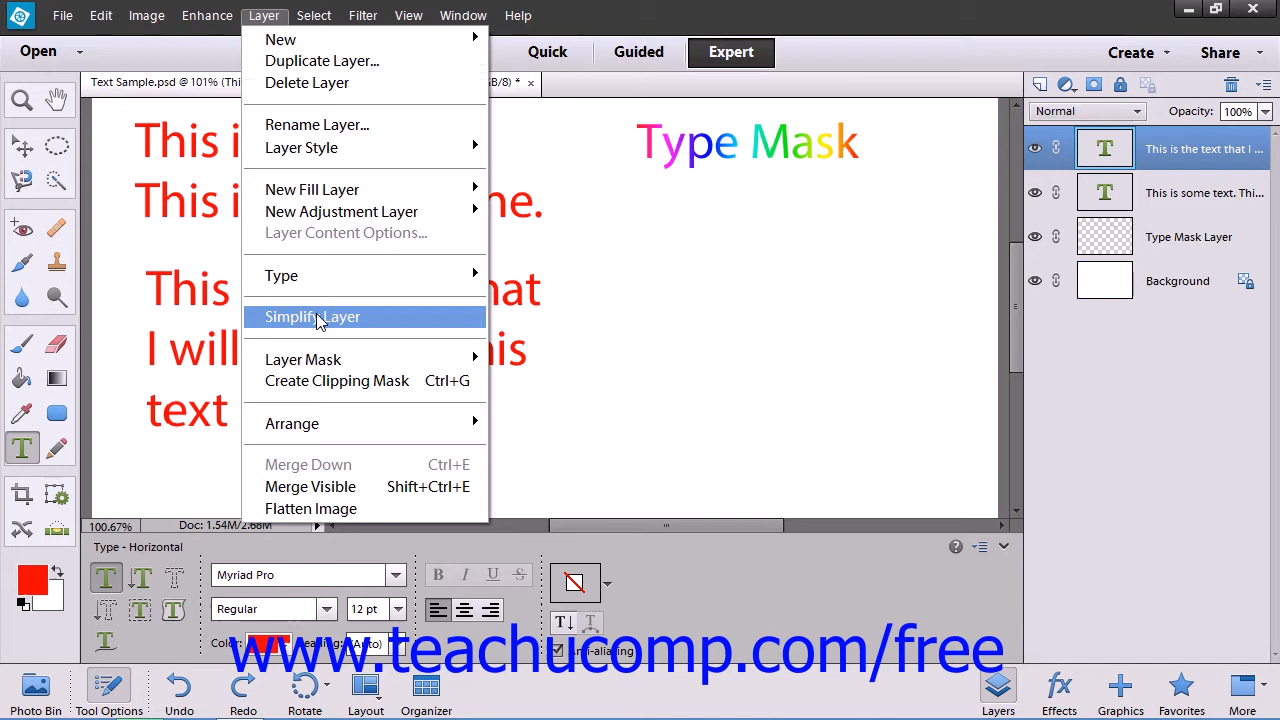 File Edit Image Enhance Layer Select Filter View Window Help
Open Quick Guided Expert Create Share
Text Sample.psd @ 101% (Thi
B/8) * ×
New
Duplicate Layer...
Delete Layer
Rename Layer...
Layer Style
New Fill Layer
New Adjustment Layer
Layer Content Options...
Type
Simplify Layer
Layer Mask
Create Clipping Mask Ctrl+G
Arrange
Merge Down Ctrl+E
Merge Visible Shift+Ctrl+E
Flatten Image
This i
This i ne.
This hat
I will his
text
Type Mask
Normal Opacity: 100%
This is the text that I ...
This is some text. Thi...
Type Mask Layer
Background
100.67% Doc: 1.54M/2.68M
Type - Horizontal
Myriad Pro B I U S
Regular 12 pt
Color: Leading: (Auto) Anti-aliasing
www.teachucomp.com/free
Photo Bin Tool Options Undo Redo Rotate Layout Organizer Layers Effects Graphics Favorites More